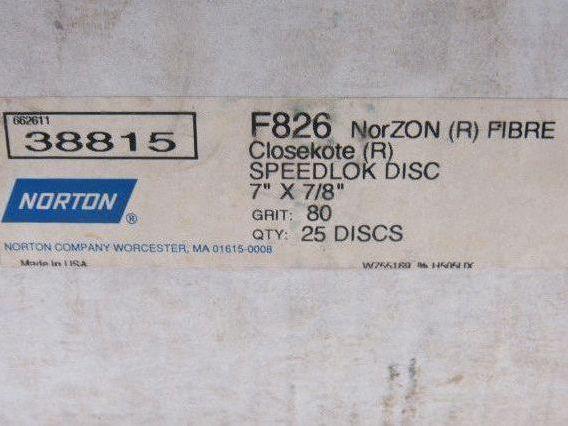 662611
38815
NORTON ®
NORTON COMPANY WORCESTER, MA 01615-0008
Made in USA
F826 NorZON (R) FIBRE
Closekote (R)
SPEEDLOK DISC
7" X 7/8"
GRIT: 80
QTY: 25 DISCS